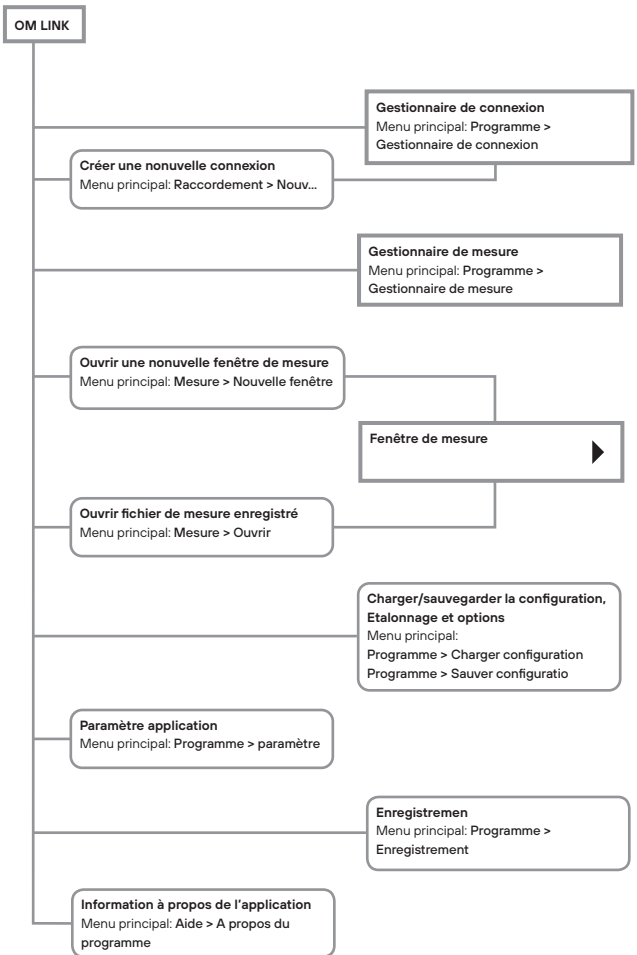 OM LINK
Gestionnaire de connexion
Menu principal: Programme >
Gestionnaire de connexion
Créer une nonuvelle connexion
Menu principal: Raccordement > Nouv...
Gestionnaire de mesure
Menu principal: Programme >
Gestionnaire de mesure
Ouvrir une nonuvelle fenêtre de mesure
Menu principal: Mesure > Nouvelle fenêtre
Fenêtre de mesure
Ouvrir fichier de mesure enregistré
Menu principal: Mesure > Ouvrir
Charger/sauvegarder la configuration,
Etalonnage et options
Menu principal:
Programme > Charger configuration
Programme > Sauver configuratio
Paramètre application
Menu principal: Programme > paramètre
Enregistremen
Menu principal: Programme >
Enregistrement
Information à propos de l'application
Menu principal: Aide > A propos du
programme